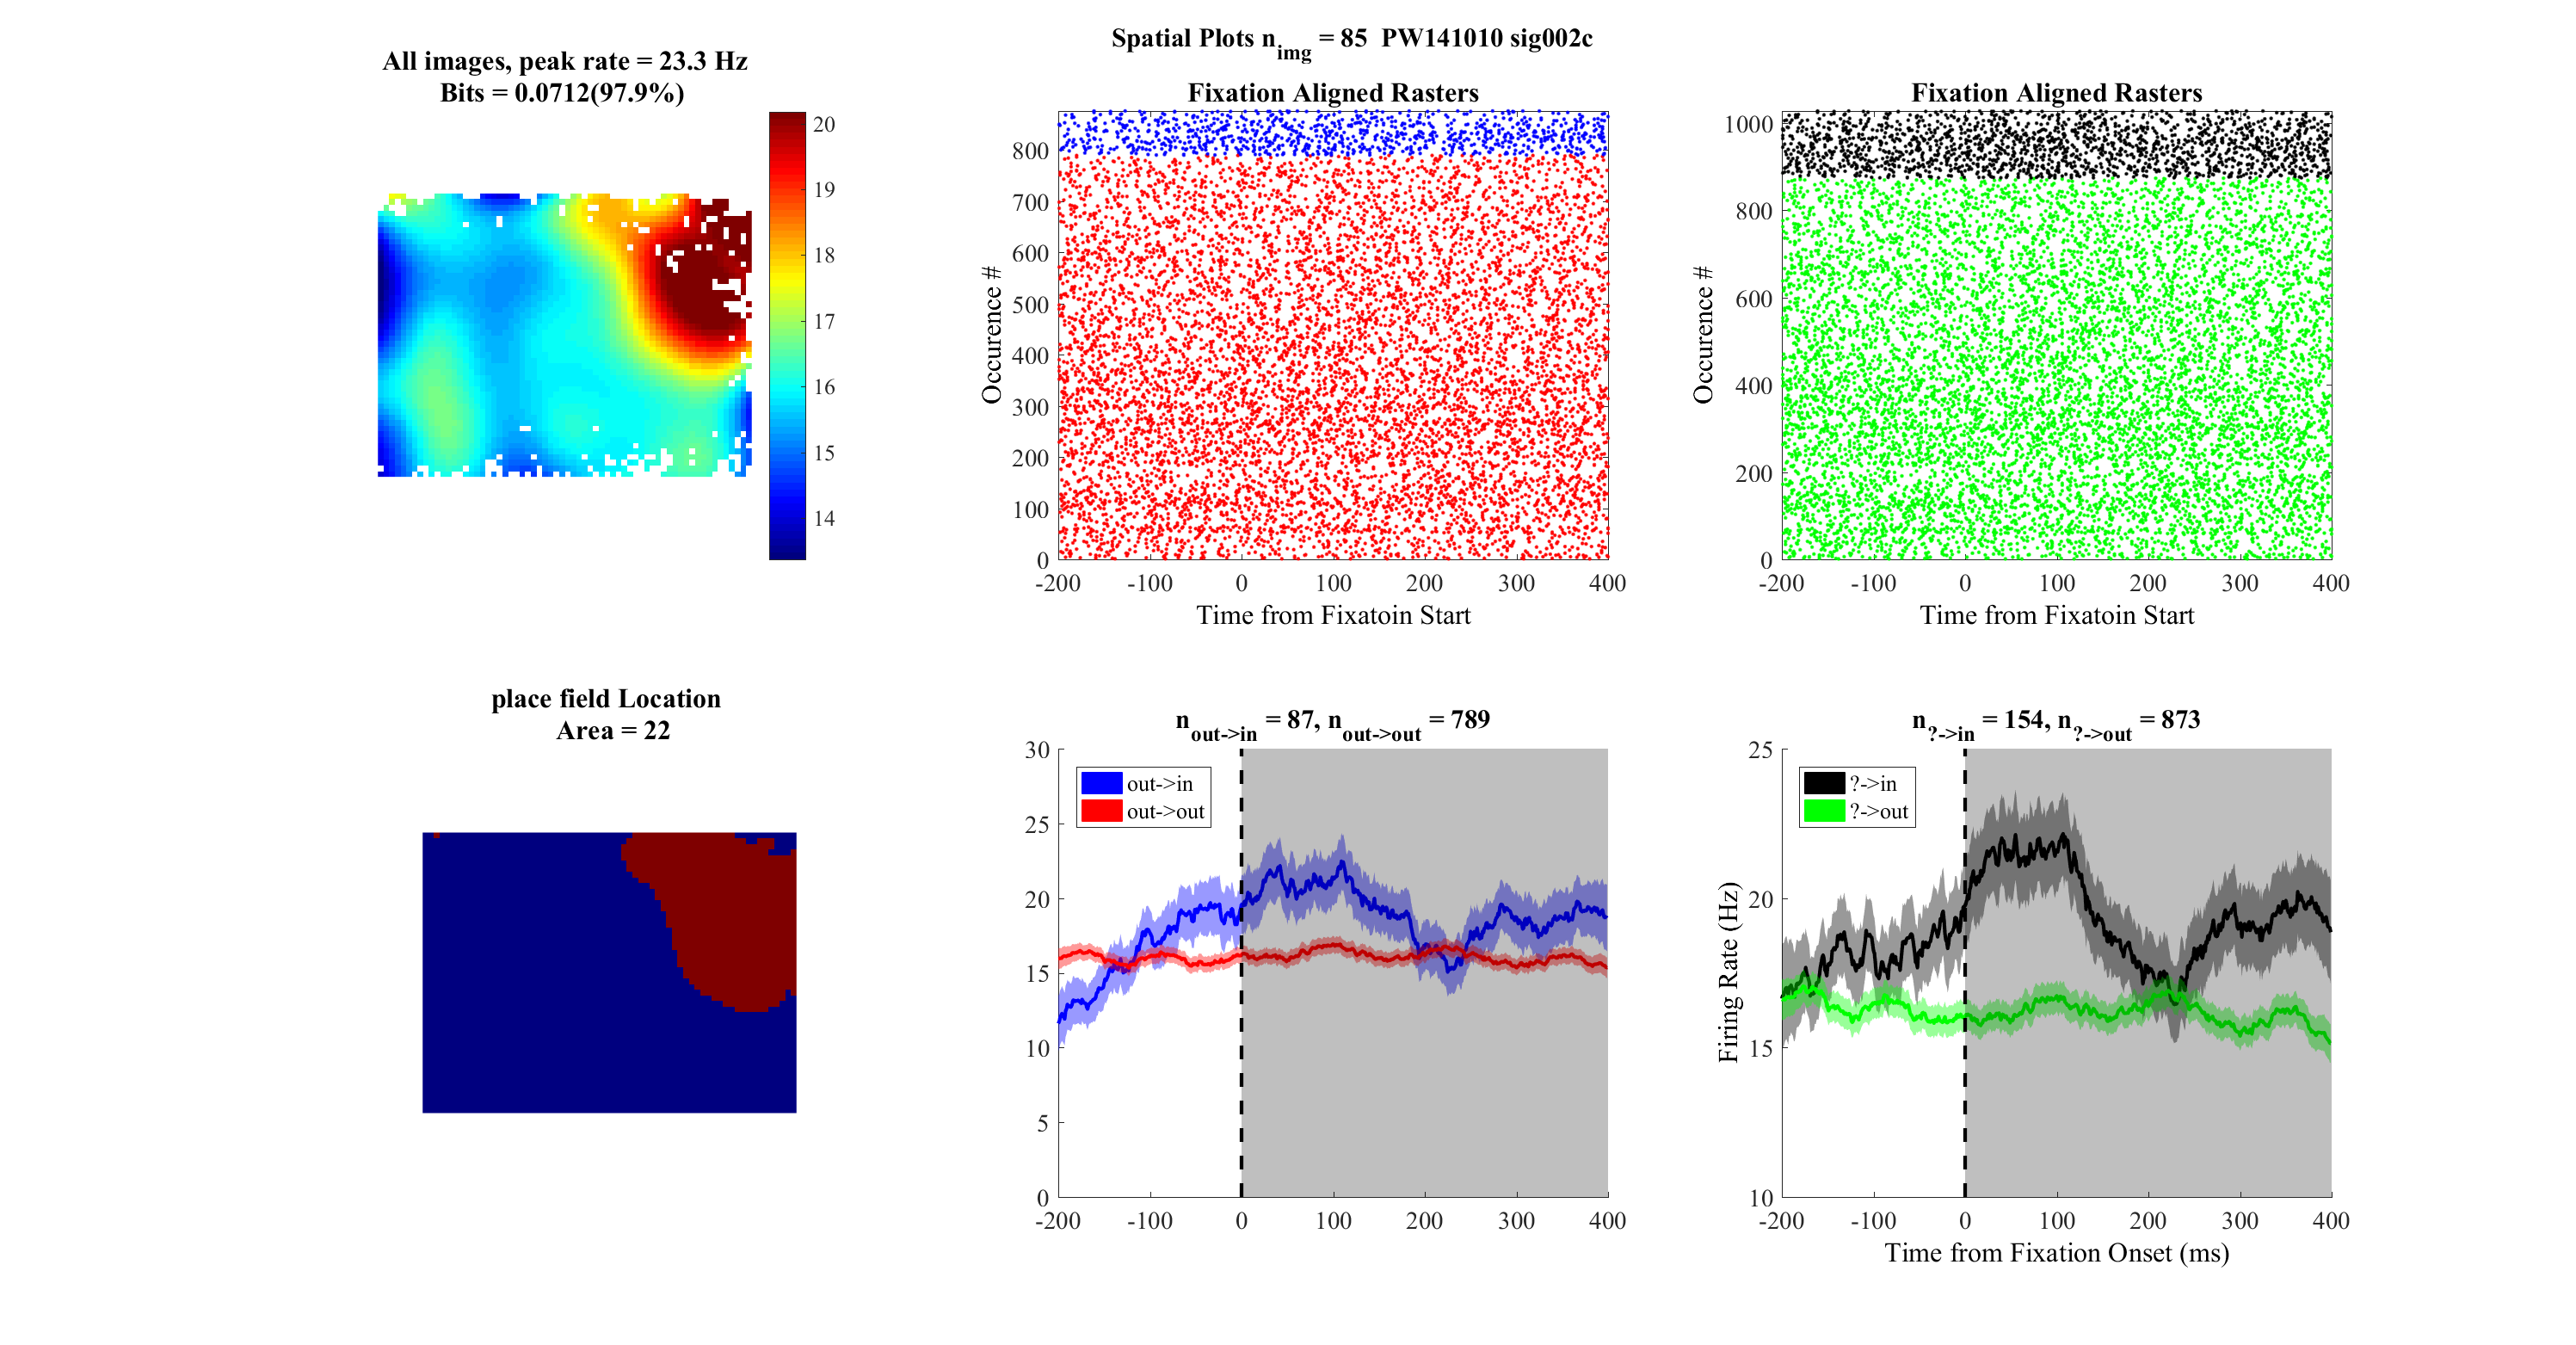 Spatial Plots n_img = 85 PW141010 sig002c
All images, peak rate = 23.3 Hz
Bits = 0.0712(97.9%)
20
19
18
17
16
15
14
Fixation Aligned Rasters
Occurence #
800
700
600
500
400
300
200
100
0
-200 -100 0 100 200 300 400
Time from Fixatoin Start
Fixation Aligned Rasters
Occurence #
1000
800
600
400
200
0
-200 -100 0 100 200 300 400
Time from Fixatoin Start
place field Location
Area = 22
n_out->in = 87, n_out->out = 789
30
25
20
15
10
5
0
out->in
out->out
-200 -100 0 100 200 300 400
n_?->in = 154, n_?->out = 873
Firing Rate (Hz)
25
20
15
10
?->in
?->out
-200 -100 0 100 200 300 400
Time from Fixation Onset (ms)